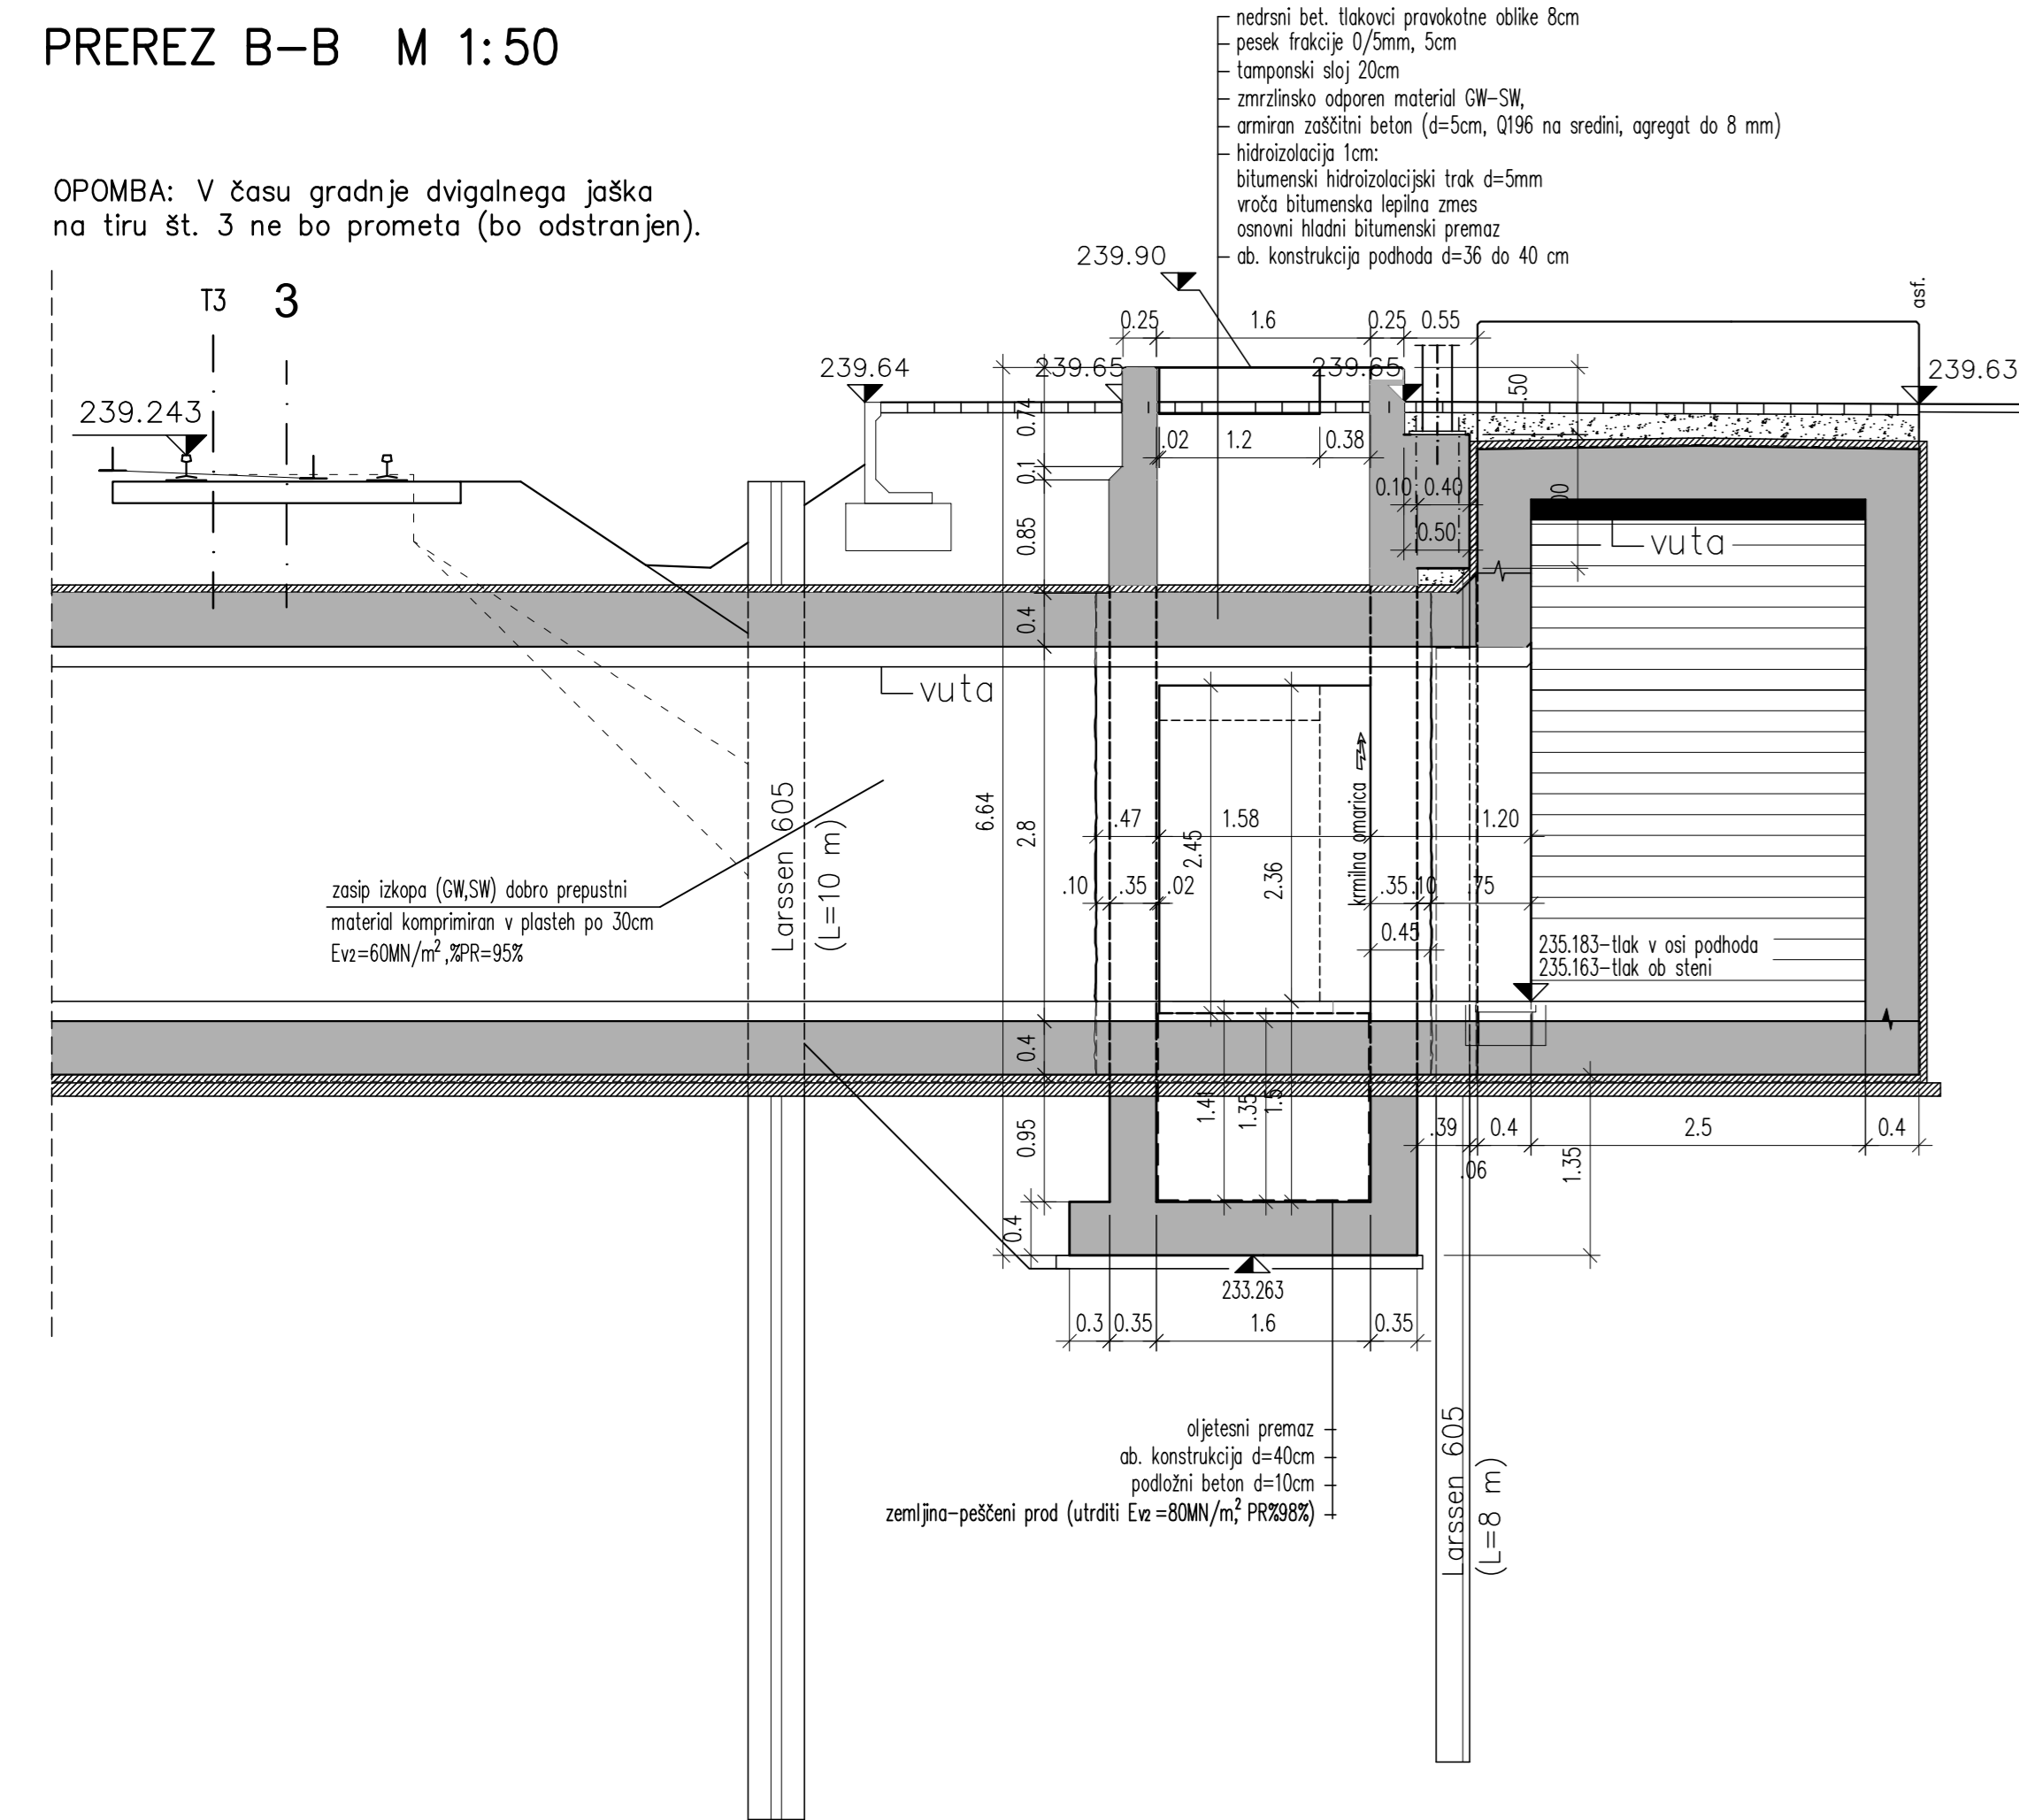 PREREZ B-B M 1:50
OPOMBA: V času gradnje dvigalnega jaška
na tiru št. 3 ne bo prometa (bo odstranjen).
nedrsni bet. tlakovci pravokotne oblike 8cm
pesek frakcije 0/5mm, 5cm
tamponski sloj 20cm
zmrzlinsko odporen material GW-SW,
armiran zaščitni beton (d=5cm, Q196 na sredini, agregat do 8 mm)
hidroizolacija 1cm:
bitumenski hidroizolacijski trak d=5mm
vroča bitumenska lepilna zmes
osnovni hladni bitumenski premaz
ab. konstrukcija podhoda d=36 do 40 cm
239.90
asf.
T3
3
0.25
1.6
0.25
0.55
239.64
239.65
239.65
239.63
239.243
.50
0.74
.02
1.2
0.38
0.1
0.10
0.40
0.85
0.50
vuta
0.4
vuta
6.64
2.8
.47
2.45
1.58
2.36
krmilna omarica
1.20
.10
.35
.02
.35
.10
.75
0.45
Larssen 605
(L=10 m)
zasip izkopa (GW,SW) dobro prepustni
material komprimiran v plasteh po 30cm
Ev2=60MN/m²,%PR=95%
235.183-tlak v osi podhoda
235.163-tlak ob steni
0.4
1.41
1.35
0.95
.39
0.4
2.5
0.4
.06
1.35
0.4
233.263
0.3
0.35
1.6
0.35
oljetesni premaz
ab. konstrukcija d=40cm
podložni beton d=10cm
zemljina-peščeni prod (utrditi Ev2=80MN/m², PR%98%)
Larssen 605
(L=8 m)